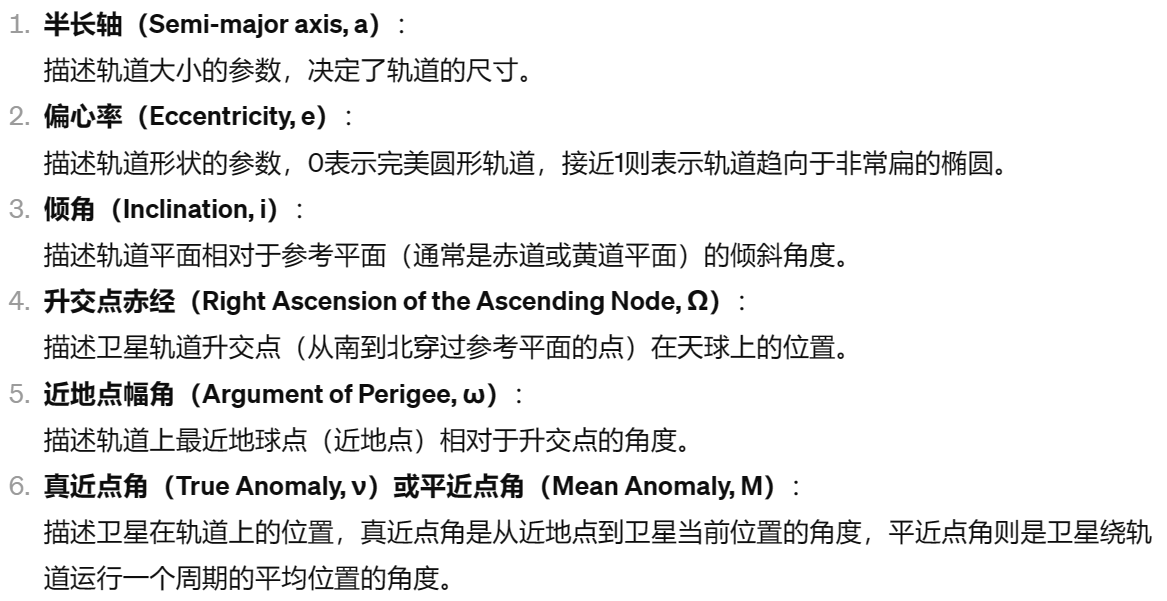 1. 半长轴（Semi-major axis, a）：
描述轨道大小的参数，决定了轨道的尺寸。
2. 偏心率（Eccentricity, e）：
描述轨道形状的参数，0表示完美圆形轨道，接近1则表示轨道趋向于非常扁的椭圆。
3. 倾角（Inclination, i）：
描述轨道平面相对于参考平面（通常是赤道或黄道平面）的倾斜角度。
4. 升交点赤经（Right Ascension of the Ascending Node, Ω）：
描述卫星轨道升交点（从南到北穿过参考平面的点）在天球上的位置。
5. 近地点幅角（Argument of Perigee, ω）：
描述轨道上最近地球点（近地点）相对于升交点的角度。
6. 真近点角（True Anomaly, ν）或平近点角（Mean Anomaly, M）：
描述卫星在轨道上的位置，真近点角是从近地点到卫星当前位置的角度，平近点角则是卫星绕轨
道运行一个周期的平均位置的角度。